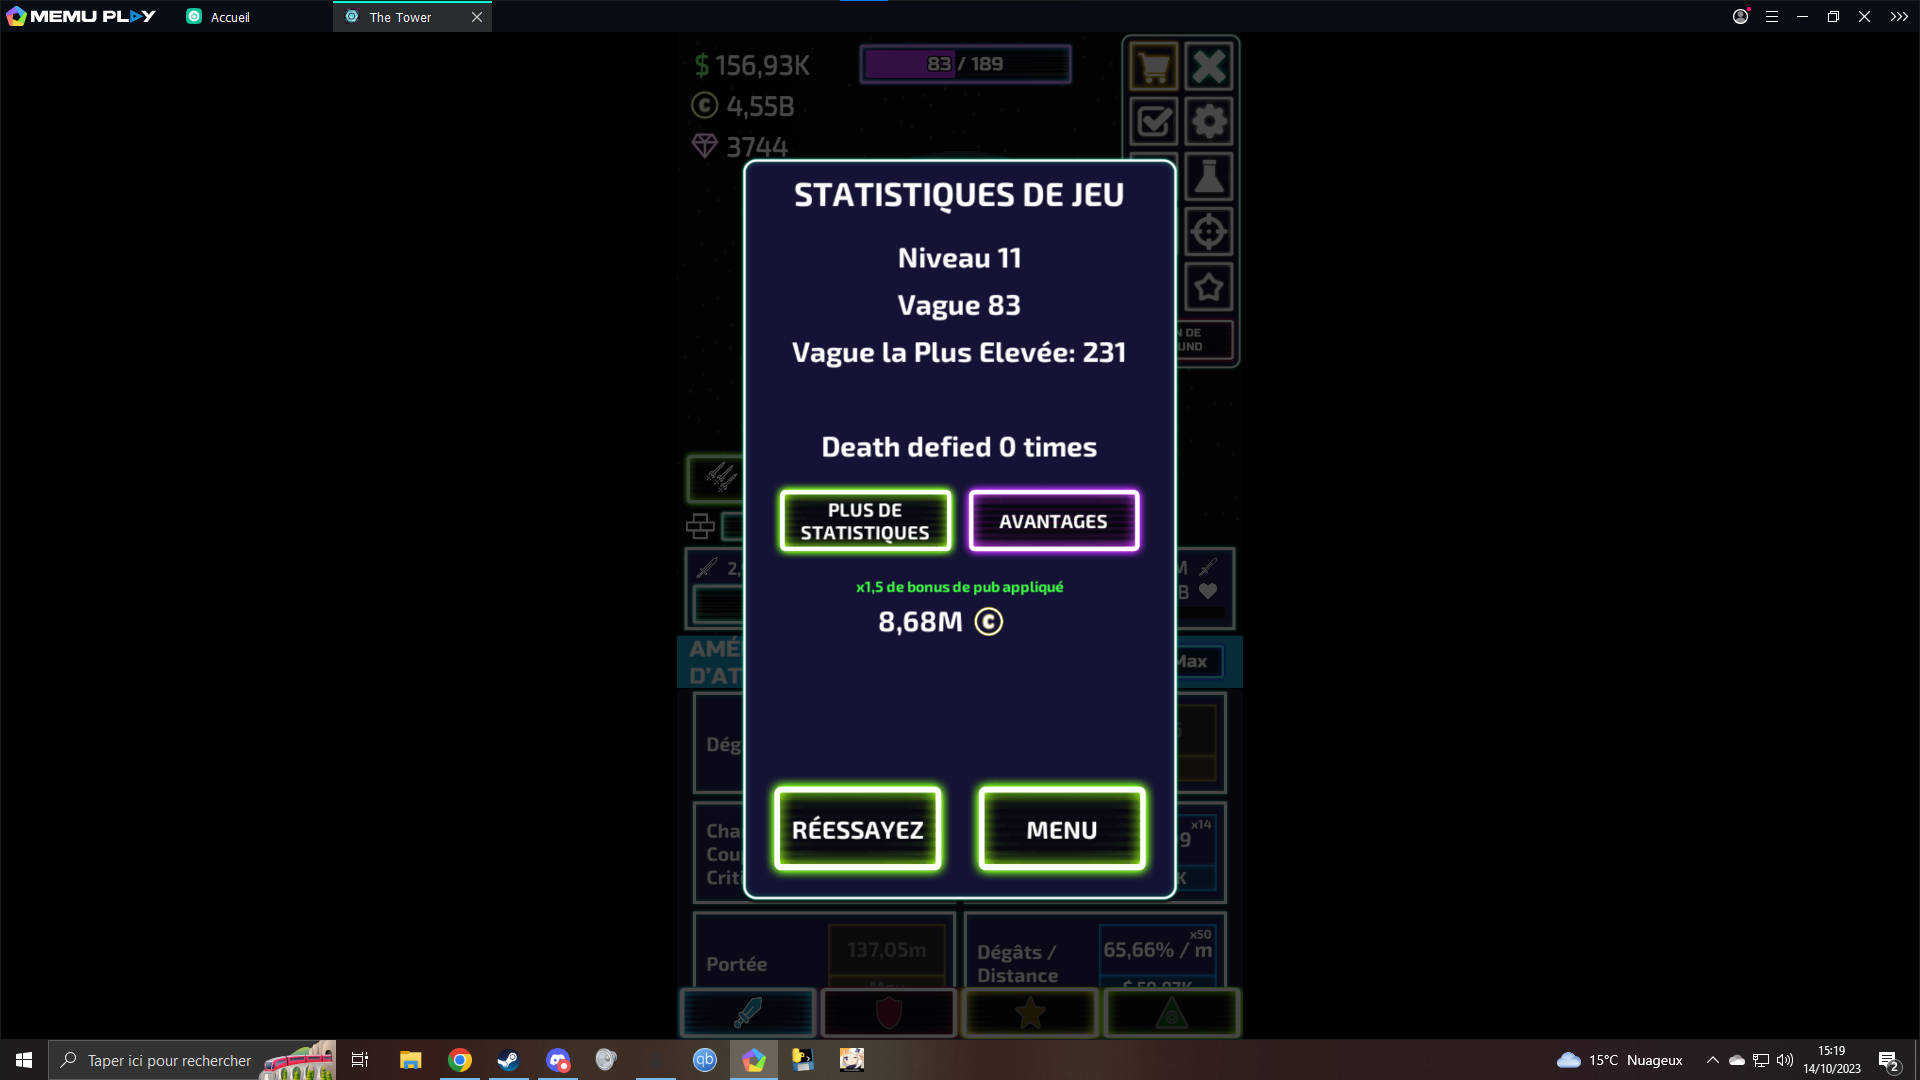 MEMU PLAY
Accueil
The Tower
$ 156,93K
83 / 189
4,55B
3744
STATISTIQUES DE JEU
Niveau 11
Vague 83
Vague la Plus Elevée: 231
Death defied 0 times
PLUS DE
STATISTIQUES
AVANTAGES
x1,5 de bonus de pub appliqué
8,68M
Max
x14
RÉESSAYEZ
MENU
Portée
137,05m
Dégâts /
Distance
x50
65,66% / m
Taper ici pour rechercher
15°C Nuageux
15:19
14/10/2023
2